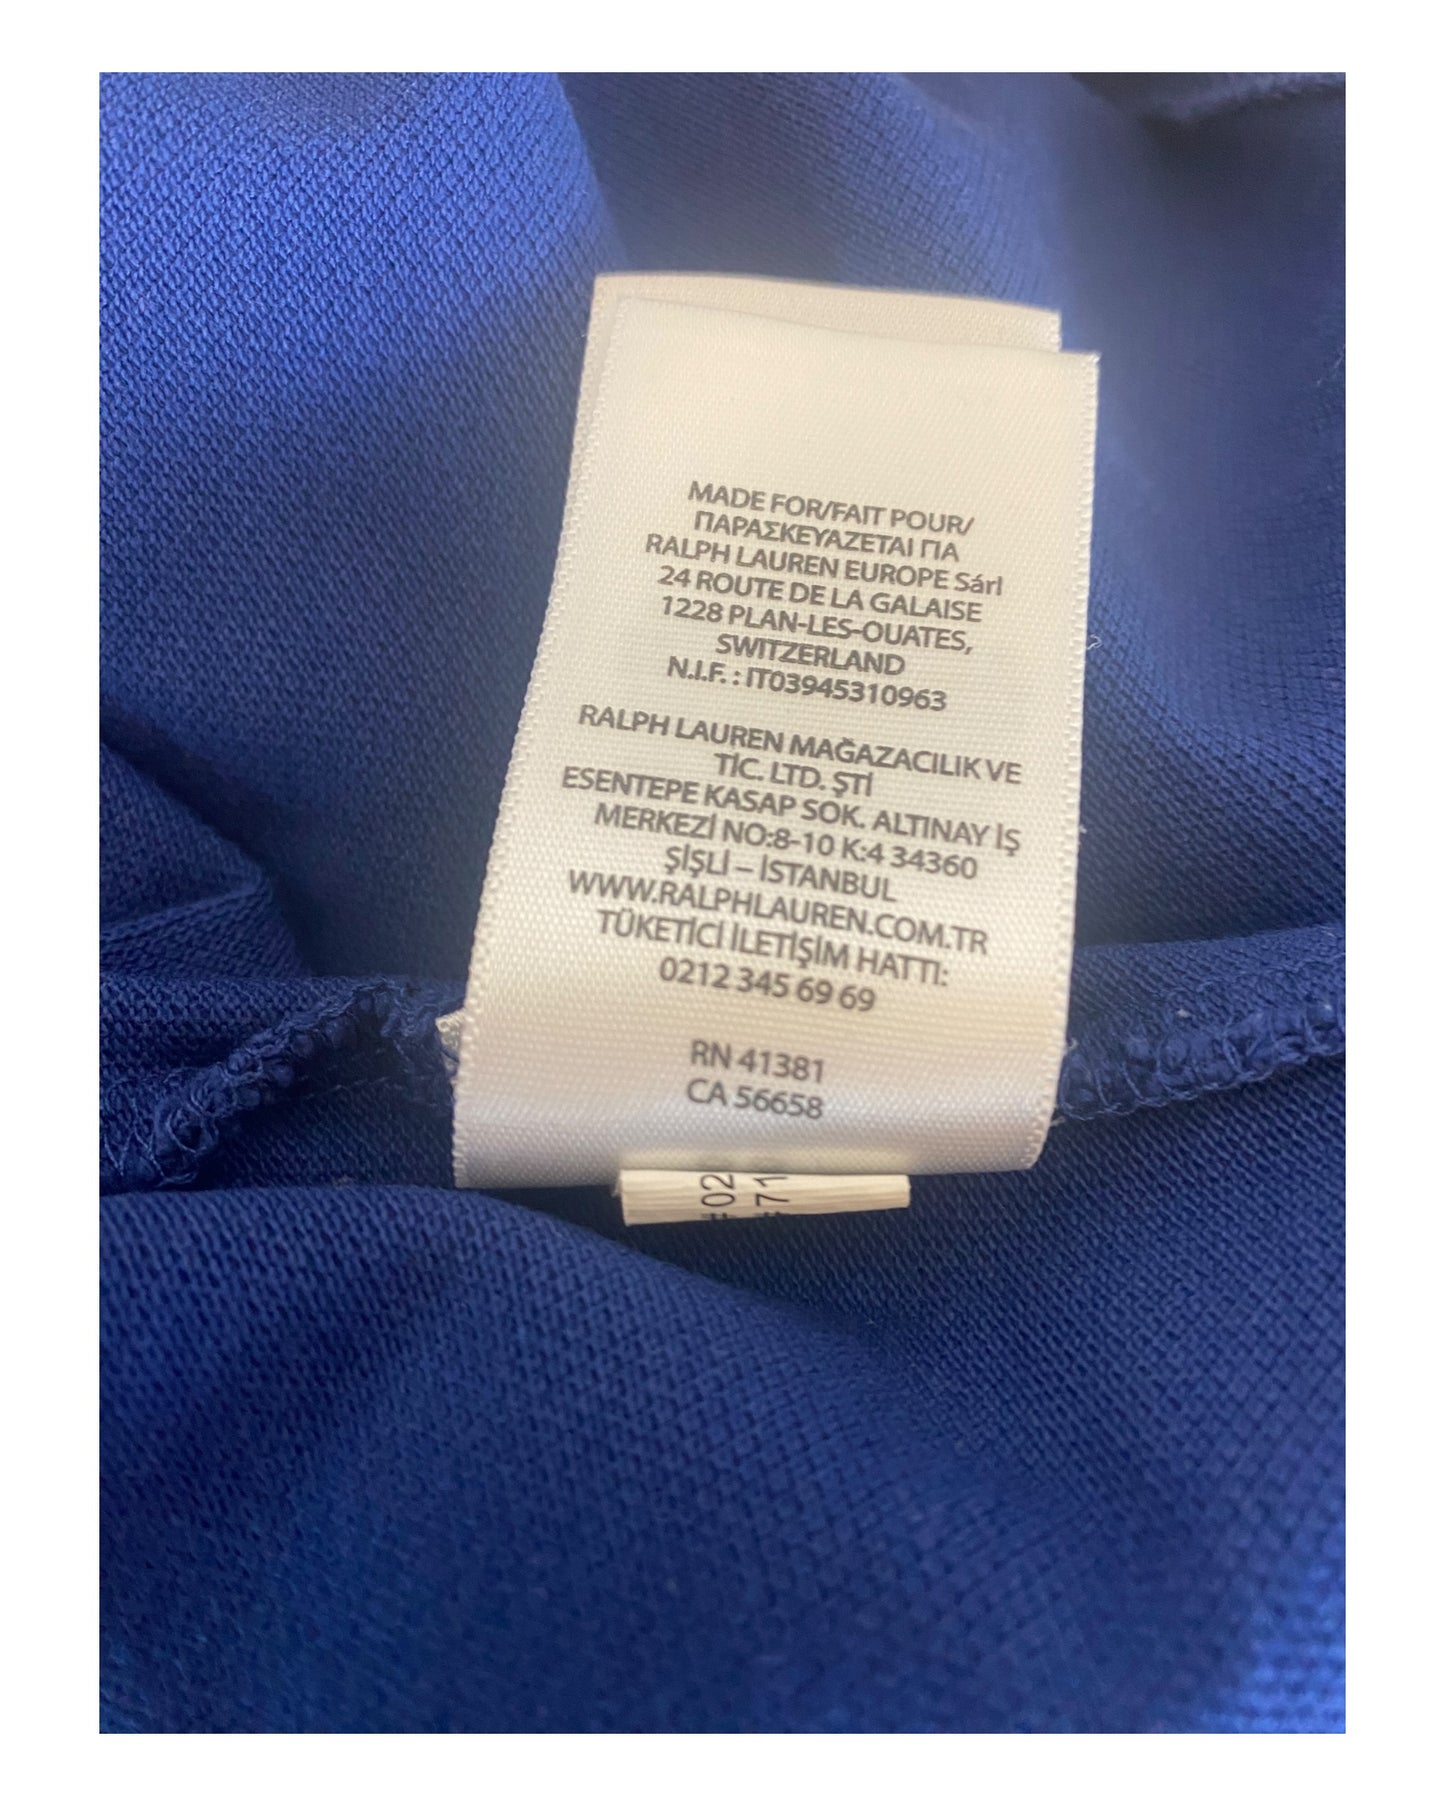 MADE FOR/FAIT POUR/
ΠΑΡΑΣΚΕΥΑΖΕΤΑΙ ΓΙΑ
RALPH LAUREN EUROPE Sárl
24 ROUTE DE LA GALAISE
1228 PLAN-LES-OUATES,
SWITZERLAND
N.I.F. : IT03945310963
RALPH LAUREN MAĞAZACILIK VE
TİC. LTD. ŞTİ
ESENTEPE KASAP SOK. ALTINAY İŞ
MERKEZİ NO:8-10 K:4 34360
ŞİŞLİ – İSTANBUL
WWW.RALPHLAUREN.COM.TR
TÜKETİCİ İLETİŞİM HATTI:
0212 345 69 69
RN 41381
CA 56658
02
71